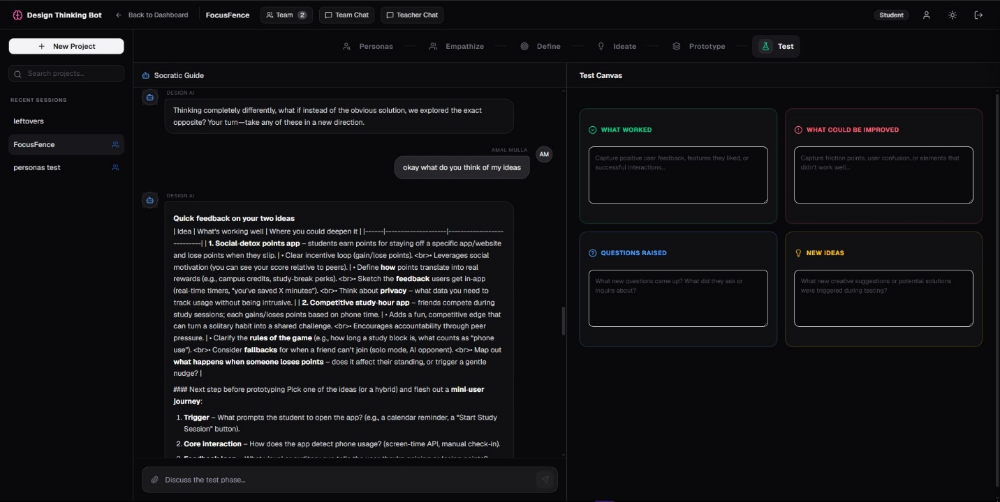 Design Thinking Bot
Back to Dashboard
FocusFence
Team 2
Team Chat
Teacher Chat
Student
New Project
Search projects...
RECENT SESSIONS
leftovers
FocusFence
personas test
Personas
Empathize
Define
Ideate
Prototype
Test
Socratic Guide
DESIGN AI
Thinking completely differently, what if instead of the obvious solution, we explored the exact
opposite? Your turn—take any of these in a new direction.
AMAL MULLA
AM
okay what do you think of my ideas
DESIGN AI
Quick feedback on your two ideas
| Idea | What's working well | Where you could deepen it | |------|--------------------|------------------
---------| | 1. Social-detox points app – students earn points for staying off a specific app/website
and lose points when they slip. | • Clear incentive loop (gain/lose points). <br>• Leverages social
motivation (you can see your score relative to peers). | • Define how points translate into real
rewards (e.g., campus credits, study-break perks). <br>• Sketch the feedback users get in-app
(real-time timers, “you've saved X minutes”). <br>• Think about privacy – what data you need to
track usage without being intrusive. | | 2. Competitive study-hour app – friends compete during
study sessions; each gains/loses points based on phone time. | • Adds a fun, competitive edge that
can turn a solitary habit into a shared challenge. <br>• Encourages accountability through peer
pressure. | • Clarify the rules of the game (e.g., how long a study block is, what counts as “phone
use”). <br>• Consider fallbacks for when a friend can't join (solo mode, AI opponent). <br>• Map out
what happens when someone loses points – does it affect their standing, or trigger a gentle
nudge? |
#### Next step before prototyping Pick one of the ideas (or a hybrid) and flesh out a mini-user
journey:
1. Trigger – What prompts the student to open the app? (e.g., a calendar reminder, a “Start Study
Session” button).
2. Core interaction – How does the app detect phone usage? (screen-time API, manual check-in).
Discuss the test phase...
Test Canvas
WHAT WORKED
Capture positive user feedback, features they liked, or
successful interactions...
WHAT COULD BE IMPROVED
Capture friction points, user confusion, or elements that
didn't work well...
QUESTIONS RAISED
What new questions came up? What did they ask or
inquire about?
NEW IDEAS
What new creative suggestions or potential solutions
were triggered during testing?